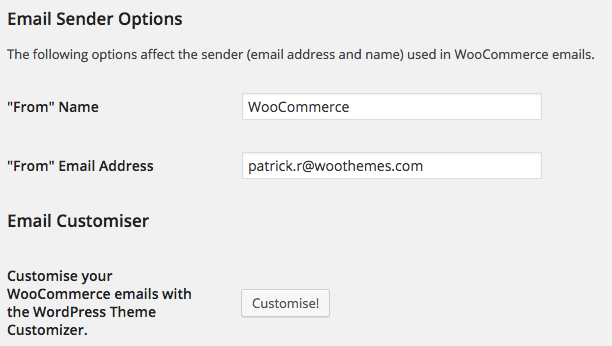 Email Sender Options
The following options affect the sender (email address and name) used in WooCommerce emails.
"From" Name
WooCommerce
"From" Email Address
patrick.r@woothemes.com
Email Customiser
Customise your
WooCommerce emails with
the WordPress Theme
Customizer.
Customise!